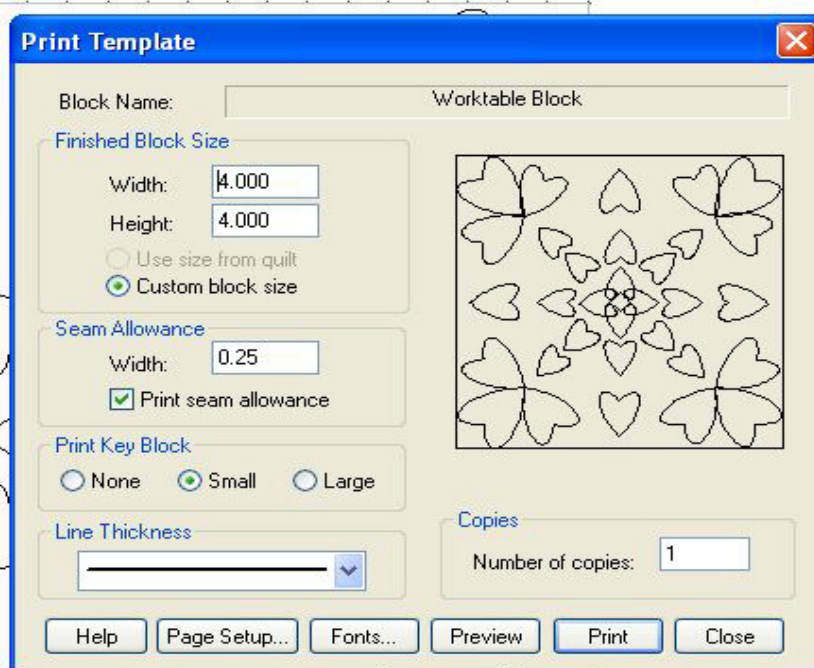 Print Template
Block Name: Worktable Block
Finished Block Size
Width: 4.000
Height: 4.000
Use size from quilt
Custom block size
Seam Allowance
Width: 0.25
Print seam allowance
Print Key Block
None Small Large
Line Thickness
Copies
Number of copies: 1
Help Page Setup... Fonts... Preview Print Close